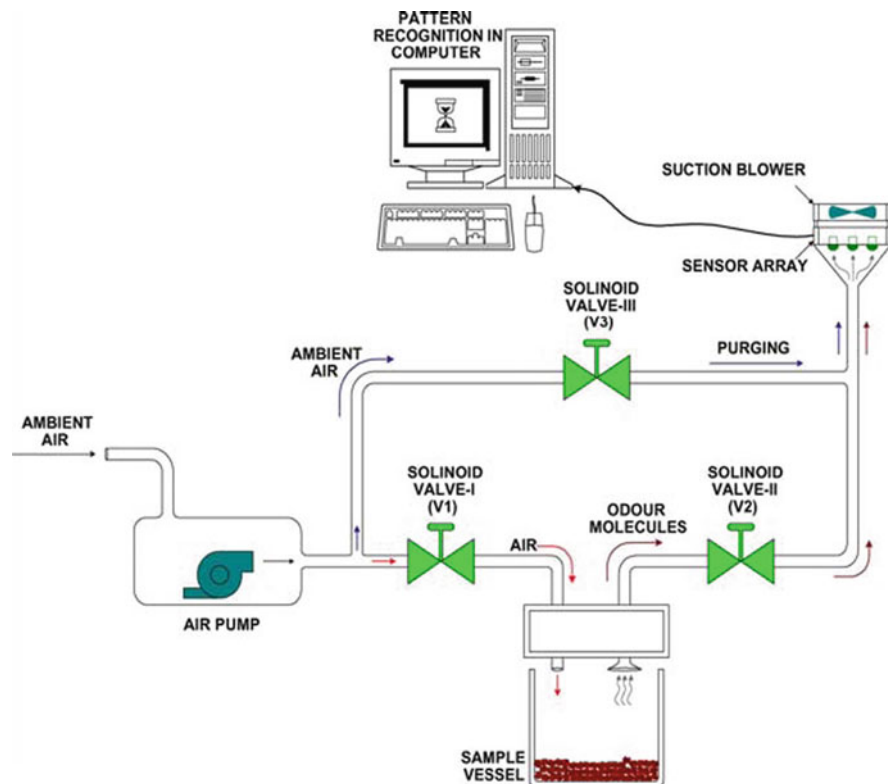 PATTERN
RECOGNITION IN
COMPUTER
SUCTION BLOWER
SENSOR ARRAY
SOLINOID
VALVE-III
(V3)
AMBIENT
AIR
PURGING
AMBIENT
AIR
SOLINOID
VALVE-I
(V1)
ODOUR
MOLECULES
SOLINOID
VALVE-II
(V2)
AIR
AIR PUMP
SAMPLE
VESSEL